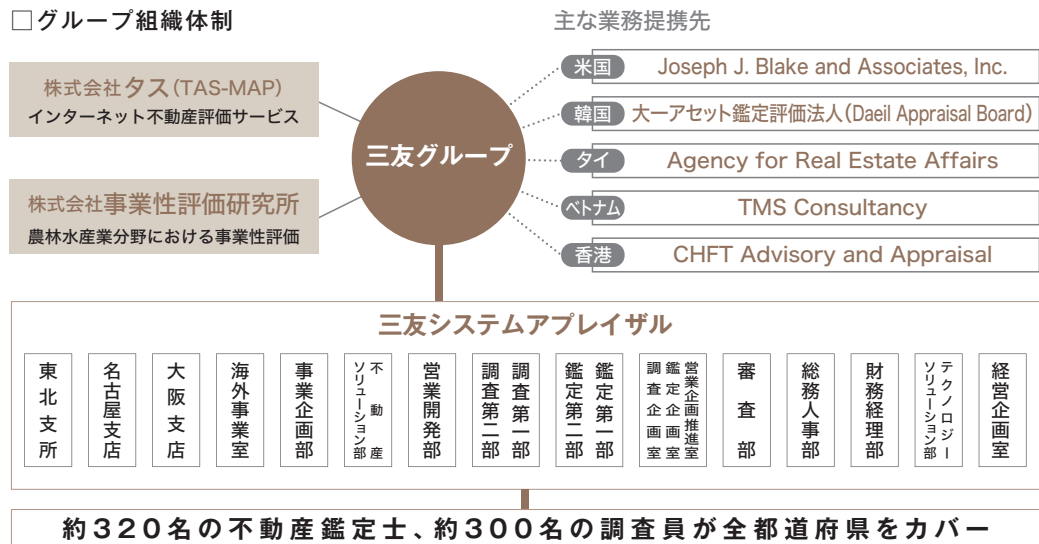 □グループ組織体制
主な業務提携先
株式会社タス(TAS-MAP)
インターネット不動産評価サービス
株式会社事業性評価研究所
農林水産業分野における事業性評価
三友グループ
米国 Joseph J. Blake and Associates, Inc.
韓国 大一アセット鑑定評価法人(Daeil Appraisal Board)
タイ Agency for Real Estate Affairs
ベトナム TMS Consultancy
香港 CHFT Advisory and Appraisal
三友システムアプレイザル
東北支所
名古屋支店
大阪支店
海外事業室
事業企画部
不動産
ソリューション部
営業開発部
調査第一部
調査第二部
鑑定第一部
鑑定第二部
営業企画推進室
鑑定企画室
調査企画室
審査部
総務人事部
財務経理部
テクノロジー
ソリューション部
経営企画室
約320名の不動産鑑定士、約300名の調査員が全都道府県をカバー